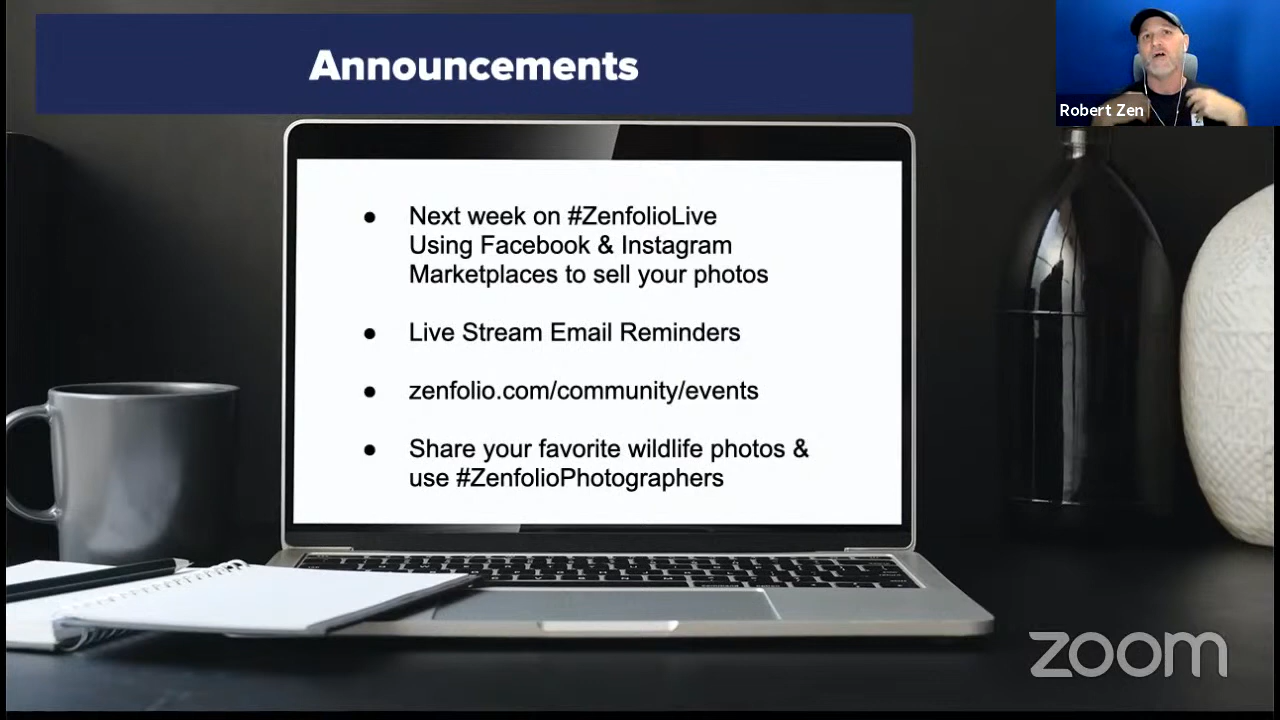 Announcements
Robert Zen
● Next week on #ZenfolioLive
Using Facebook & Instagram
Marketplaces to sell your photos
● Live Stream Email Reminders
● zenfolio.com/community/events
● Share your favorite wildlife photos &
use #ZenfolioPhotographers
zoom